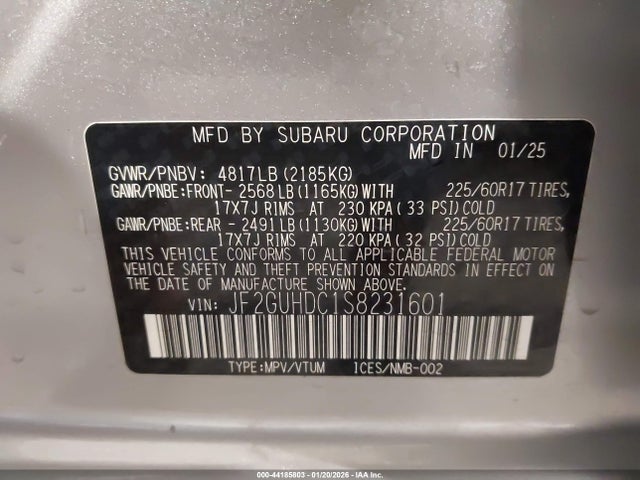 MFD BY SUBARU CORPORATION
MFD IN 01/25
GVWR/PNBV: 4817LB (2185KG)
GAWR/PNBE:FRONT- 2568 LB (1165KG) WITH 225/60R17 TIRES,
17X7J RIMS AT 230 KPA ( 33 PSI) COLD
GAWR/PNBE:REAR - 2491 LB (1130KG) WITH 225/60R17 TIRES,
17X7J RIMS AT 220 KPA ( 32 PSI) COLD
THIS VEHICLE CONFORMS TO ALL APPLICABLE FEDERAL MOTOR
VEHICLE SAFETY AND THEFT PREVENTION STANDARDS IN EFFECT ON
THE DATE OF MANUFACTURE SHOWN ABOVE.
VIN: JF2GUHDC1S8231601
TYPE:MPV/VTUM ICES/NMB-002
000-44185803 - 01/20/2026 - IAA Inc.